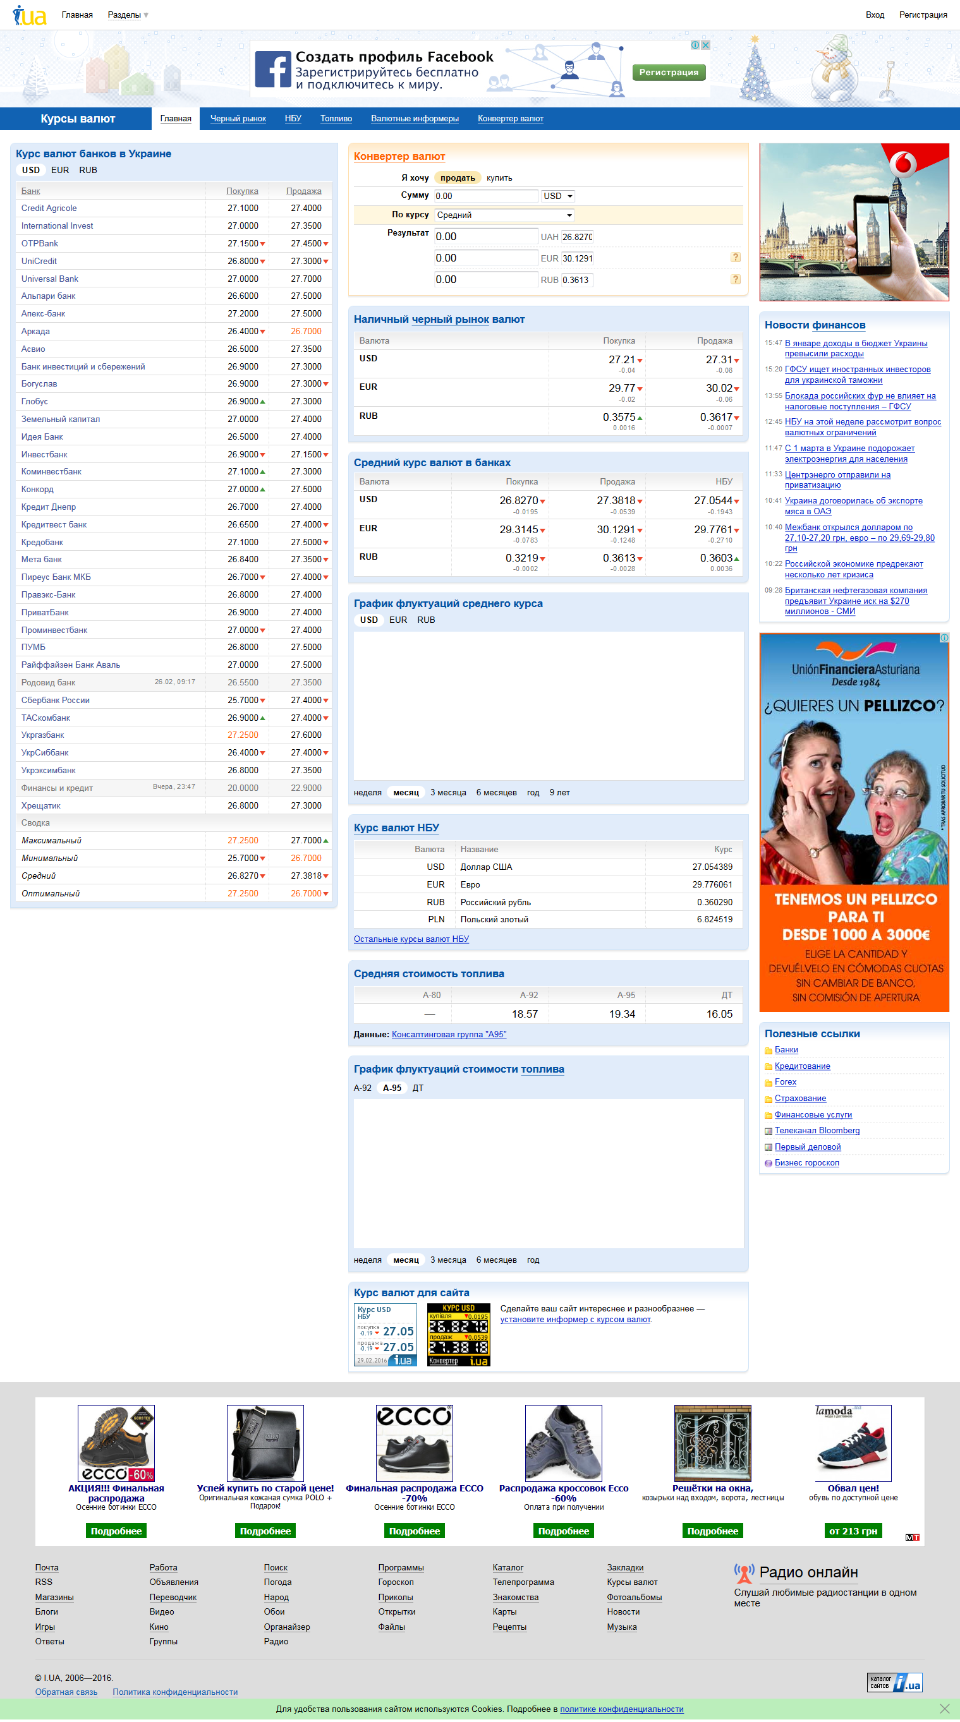 i.ua Главная Разделы Вход Регистрация
Создать профиль Facebook
Зарегистрируйтесь бесплатно
и подключитесь к миру.
Регистрация
Курсы валют Главная Черный рынок НБУ Топливо Валютные информеры Конвертер валют
Курс валют банков в Украине
USD EUR RUB
Банк Покупка Продажа
Credit Agricole 27.1000 27.4000
International Invest 27.0000 27.3500
OTPBank 27.1500 27.4500
UniCredit 26.8000 27.3000
Universal Bank 27.0000 27.7000
Альпари банк 26.6000 27.5000
Апекс-банк 27.2000 27.5000
Аркада 26.4000 26.7000
Асвио 26.5000 27.3500
Банк инвестиций и сбережений 26.9000 27.3000
Богуслав 26.9000 27.3000
Глобус 26.9000 27.3000
Земельный капитал 27.0000 27.4000
Идея Банк 26.5000 27.4000
Инвестбанк 26.9000 27.1500
Коминвестбанк 27.1000 27.3000
Конкорд 27.0000 27.5000
Кредит Днепр 26.7000 27.4000
Кредитвест банк 26.6500 27.4000
Кредобанк 27.1000 27.5000
Мета банк 26.8400 27.3500
Пиреус Банк МКБ 26.7000 27.4000
Правэкс-Банк 26.8000 27.4000
ПриватБанк 26.9000 27.4000
Проминвестбанк 27.0000 27.4000
ПУМБ 26.8000 27.5000
Райффайзен Банк Аваль 27.0000 27.5000
Родовид банк 26.02, 09:17 26.5500 27.3500
Сбербанк России 25.7000 27.4000
ТАСкомбанк 26.9000 27.4000
Укргазбанк 27.2500 27.6000
УкрСиббанк 26.4000 27.4000
Укрэксимбанк 26.8000 27.3500
Финансы и кредит Вчера, 23:47 20.0000 22.9000
Хрещатик 26.8000 27.3000
Сводка
Максимальный 27.2500 27.7000
Минимальный 25.7000 26.7000
Средний 26.8270 27.3818
Оптимальный 27.2500 26.7000
Конвертер валют
Я хочу продать купить
Сумму 0.00 USD
По курсу Средний
Результат 0.00 UAH 26.8270
0.00 EUR 30.1291 ?
0.00 RUB 0.3613 ?
Наличный черный рынок валют
Валюта Покупка Продажа
USD 27.21 27.31
-0.04 -0.08
EUR 29.77 30.02
-0.02 -0.06
RUB 0.3575 0.3617
0.0016 -0.0007
Средний курс валют в банках
Валюта Покупка Продажа НБУ
USD 26.8270 27.3818 27.0544
-0.0195 -0.0539 -0.1943
EUR 29.3145 30.1291 29.7761
-0.0783 -0.1248 -0.2710
RUB 0.3219 0.3613 0.3603
-0.0002 -0.0028 0.0036
График флуктуаций среднего курса
USD EUR RUB
неделя месяц 3 месяца 6 месяцев год 9 лет
Курс валют НБУ
Валюта Название Курс
USD Доллар США 27.054389
EUR Евро 29.776061
RUB Российский рубль 0.360290
PLN Польский злотый 6.824519
Остальные курсы валют НБУ
Средняя стоимость топлива
А-80 А-92 А-95 ДТ
— 18.57 19.34 16.05
Данные: Консалтинговая группа "А95"
График флуктуаций стоимости топлива
А-92 А-95 ДТ
неделя месяц 3 месяца 6 месяцев год
Курс валют для сайта
Курс USD
НБУ
покупка
-0.19 27.05
продажа
-0.19 27.05
29.02.2016 i.ua
КУРС USD
купівля 0.0195
26.8270
продаж 0.0539
27.3818
Конвертер i.ua
Сделайте ваш сайт интереснее и разнообразнее —
установите информер с курсом валют.
Новости финансов
15:47 В январе доходы в бюджет Украины
превысили расходы
15:20 ГФСУ ищет иностранных инвесторов
для украинской таможни
13:55 Блокада российских фур не влияет на
налоговые поступления – ГФСУ
12:45 НБУ на этой неделе рассмотрит вопрос
валютных ограничений
11:47 С 1 марта в Украине подорожает
электроэнергия для населения
11:33 Центрэнерго отправили на
приватизацию
10:41 Украина договорилась об экспорте
мяса в ОАЭ
10:40 Межбанк открылся долларом по
27,10-27,20 грн, евро – по 29,69-29,80
грн
10:22 Российской экономике предрекают
несколько лет кризиса
09:28 Британская нефтегазовая компания
предъявит Украине иск на $270
миллионов - СМИ
UniónFinancieraAsturiana
Desde 1984
¿QUIERES UN PELLIZCO?
TENEMOS UN PELLIZCO
PARA TI
DESDE 1000 A 3000€
ELIGE LA CANTIDAD Y
DEVUÉLVELO EN CÓMODAS CUOTAS
SIN CAMBIAR DE BANCO,
SIN COMISIÓN DE APERTURA
Полезные ссылки
Банки
Кредитование
Forex
Страхование
Финансовые услуги
Телеканал Bloomberg
Первый деловой
Бизнес гороскоп
ecco -60%
АКЦИЯ!!! Финальная
распродажа
Осенние ботинки ECCO
Подробнее
Успей купить по старой цене!
Оригинальная кожаная сумка POLO +
Подарок!
Подробнее
ecco
Финальная распродажа ECCO
-70%
Осенние ботинки ECCO
Подробнее
Распродажа кроссовок Ecco
-60%
Оплата при получении
Подробнее
Решётки на окна,
козырьки над входом, ворота, лестницы
Подробнее
lamoda
Обвал цен!
обувь по доступной цене
от 213 грн
MT
Почта Работа Поиск Программы Каталог Закладки
RSS Объявления Погода Гороскоп Телепрограмма Курсы валют
Магазины Переводчик Народ Приколы Знакомства Фотоальбомы
Блоги Видео Обои Открытки Карты Новости
Игры Кино Органайзер Файлы Рецепты Музыка
Ответы Группы Радио
Радио онлайн
Слушай любимые радиостанции в одном
месте
© I.UA, 2006—2016.
Обратная связь Политика конфиденциальности
каталог
сайтов i.ua
Для удобства пользования сайтом используются Cookies. Подробнее в политике конфиденциальности